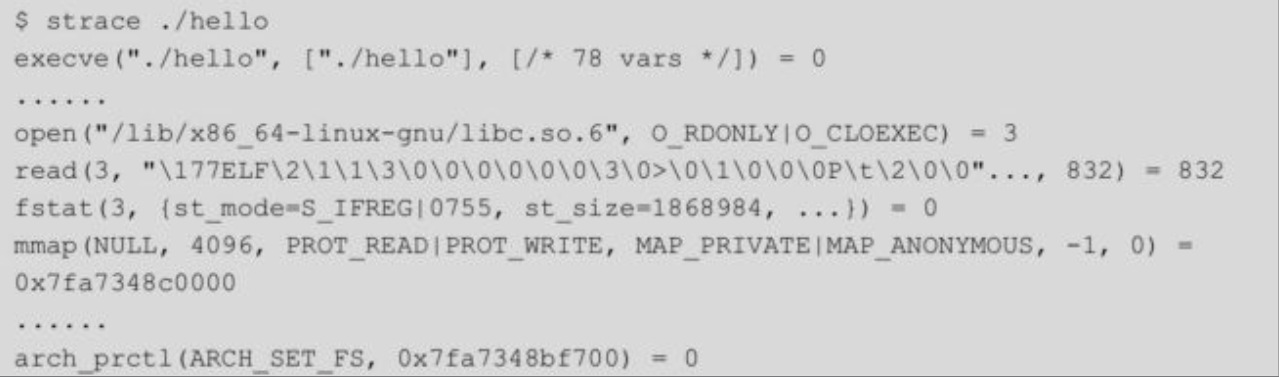 $ strace ./hello
execve("./hello", ["./hello"], [/* 78 vars */]) = 0
......
open("/lib/x86_64-linux-gnu/libc.so.6", O_RDONLY|O_CLOEXEC) = 3
read(3, "\177ELF\2\1\1\3\0\0\0\0\0\0\0\0\3\0>\0\1\0\0\0P\t\2\0\0"..., 832) = 832
fstat(3, {st_mode=S_IFREG|0755, st_size=1868984, ...}) = 0
mmap(NULL, 4096, PROT_READ|PROT_WRITE, MAP_PRIVATE|MAP_ANONYMOUS, -1, 0) =
0x7fa7348c0000
......
arch_prctl(ARCH_SET_FS, 0x7fa7348bf700) = 0